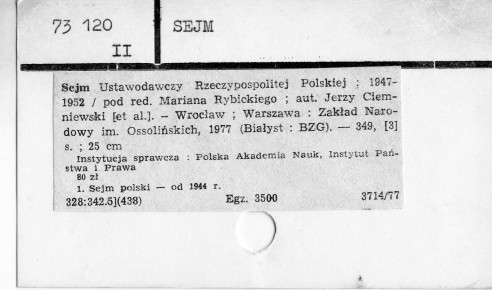 73 120
II
SEJM
Sejm Ustawodawczy Rzeczypospolitej Polskiej ; 1947-
1952 / pod red. Mariana Rybickiego ; aut. Jerzy Ciem-
niewski [et al.]. – Wrocław ; Warszawa : Zakład Naro-
dowy im. Ossolińskich, 1977 (Białyst : BZG). — 349, [3]
s. ; 25 cm
Instytucja sprawcza : Polska Akademia Nauk, Instytut Pań-
stwa i Prawa
80 zł
1. Sejm polski — od 1944 r.
328:342.5](438) Egz. 3500 3714/77